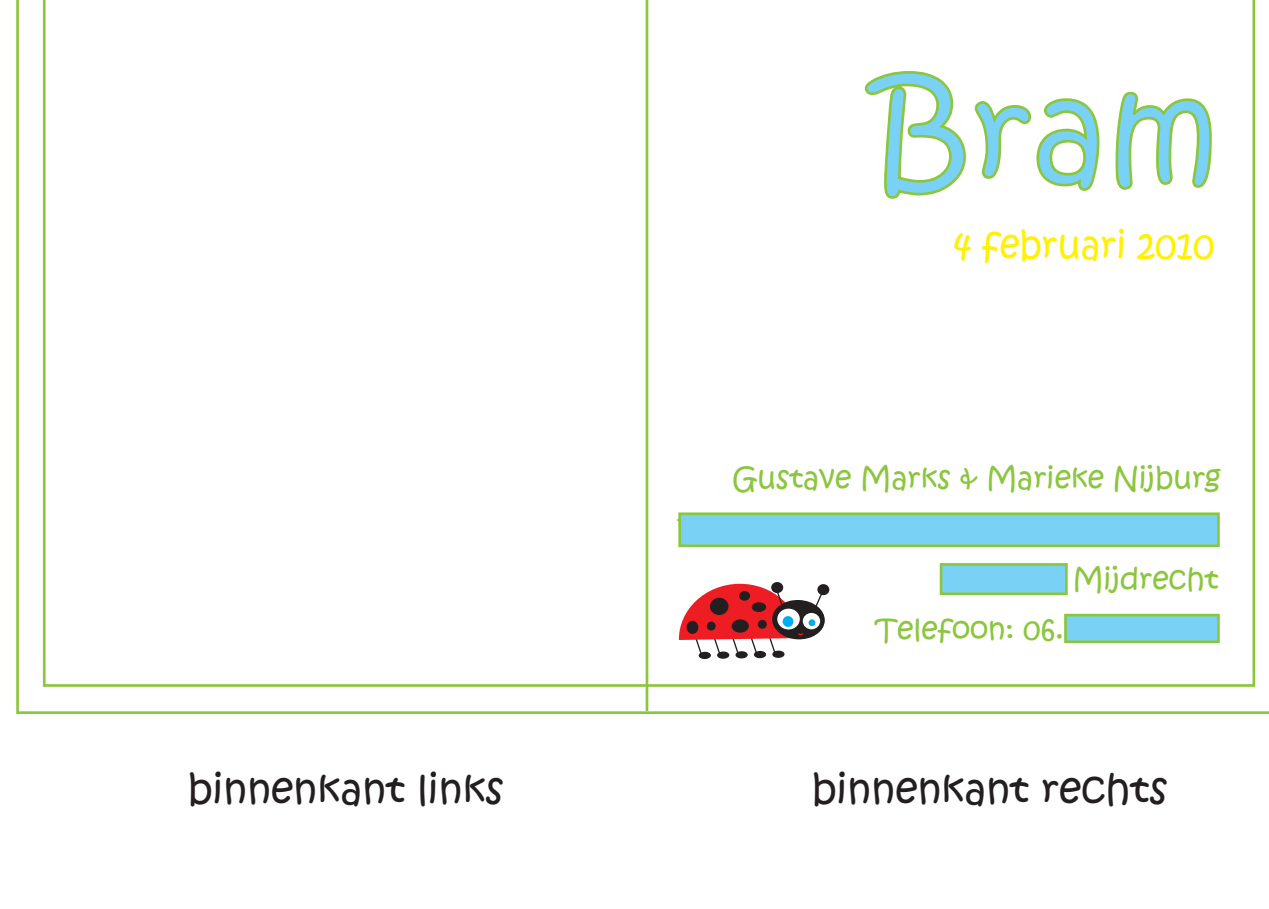 Bram
4 februari 2010
Gustave Marks & Marieke Nijburg
Mijdrecht
Telefoon: 06.
binnenkant links
binnenkant rechts